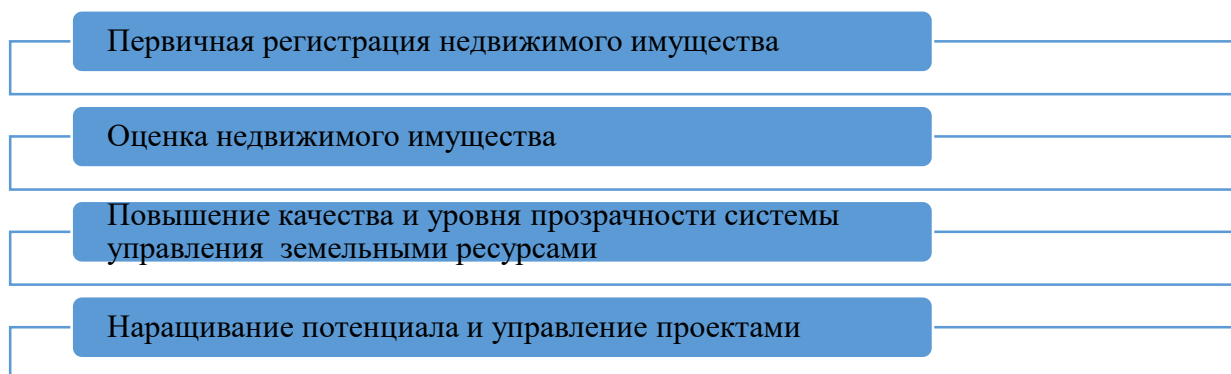 Первичная регистрация недвижимого имущества
Оценка недвижимого имущества
Повышение качества и уровня прозрачности системы
управления  земельными ресурсами
Наращивание потенциала и управление проектами